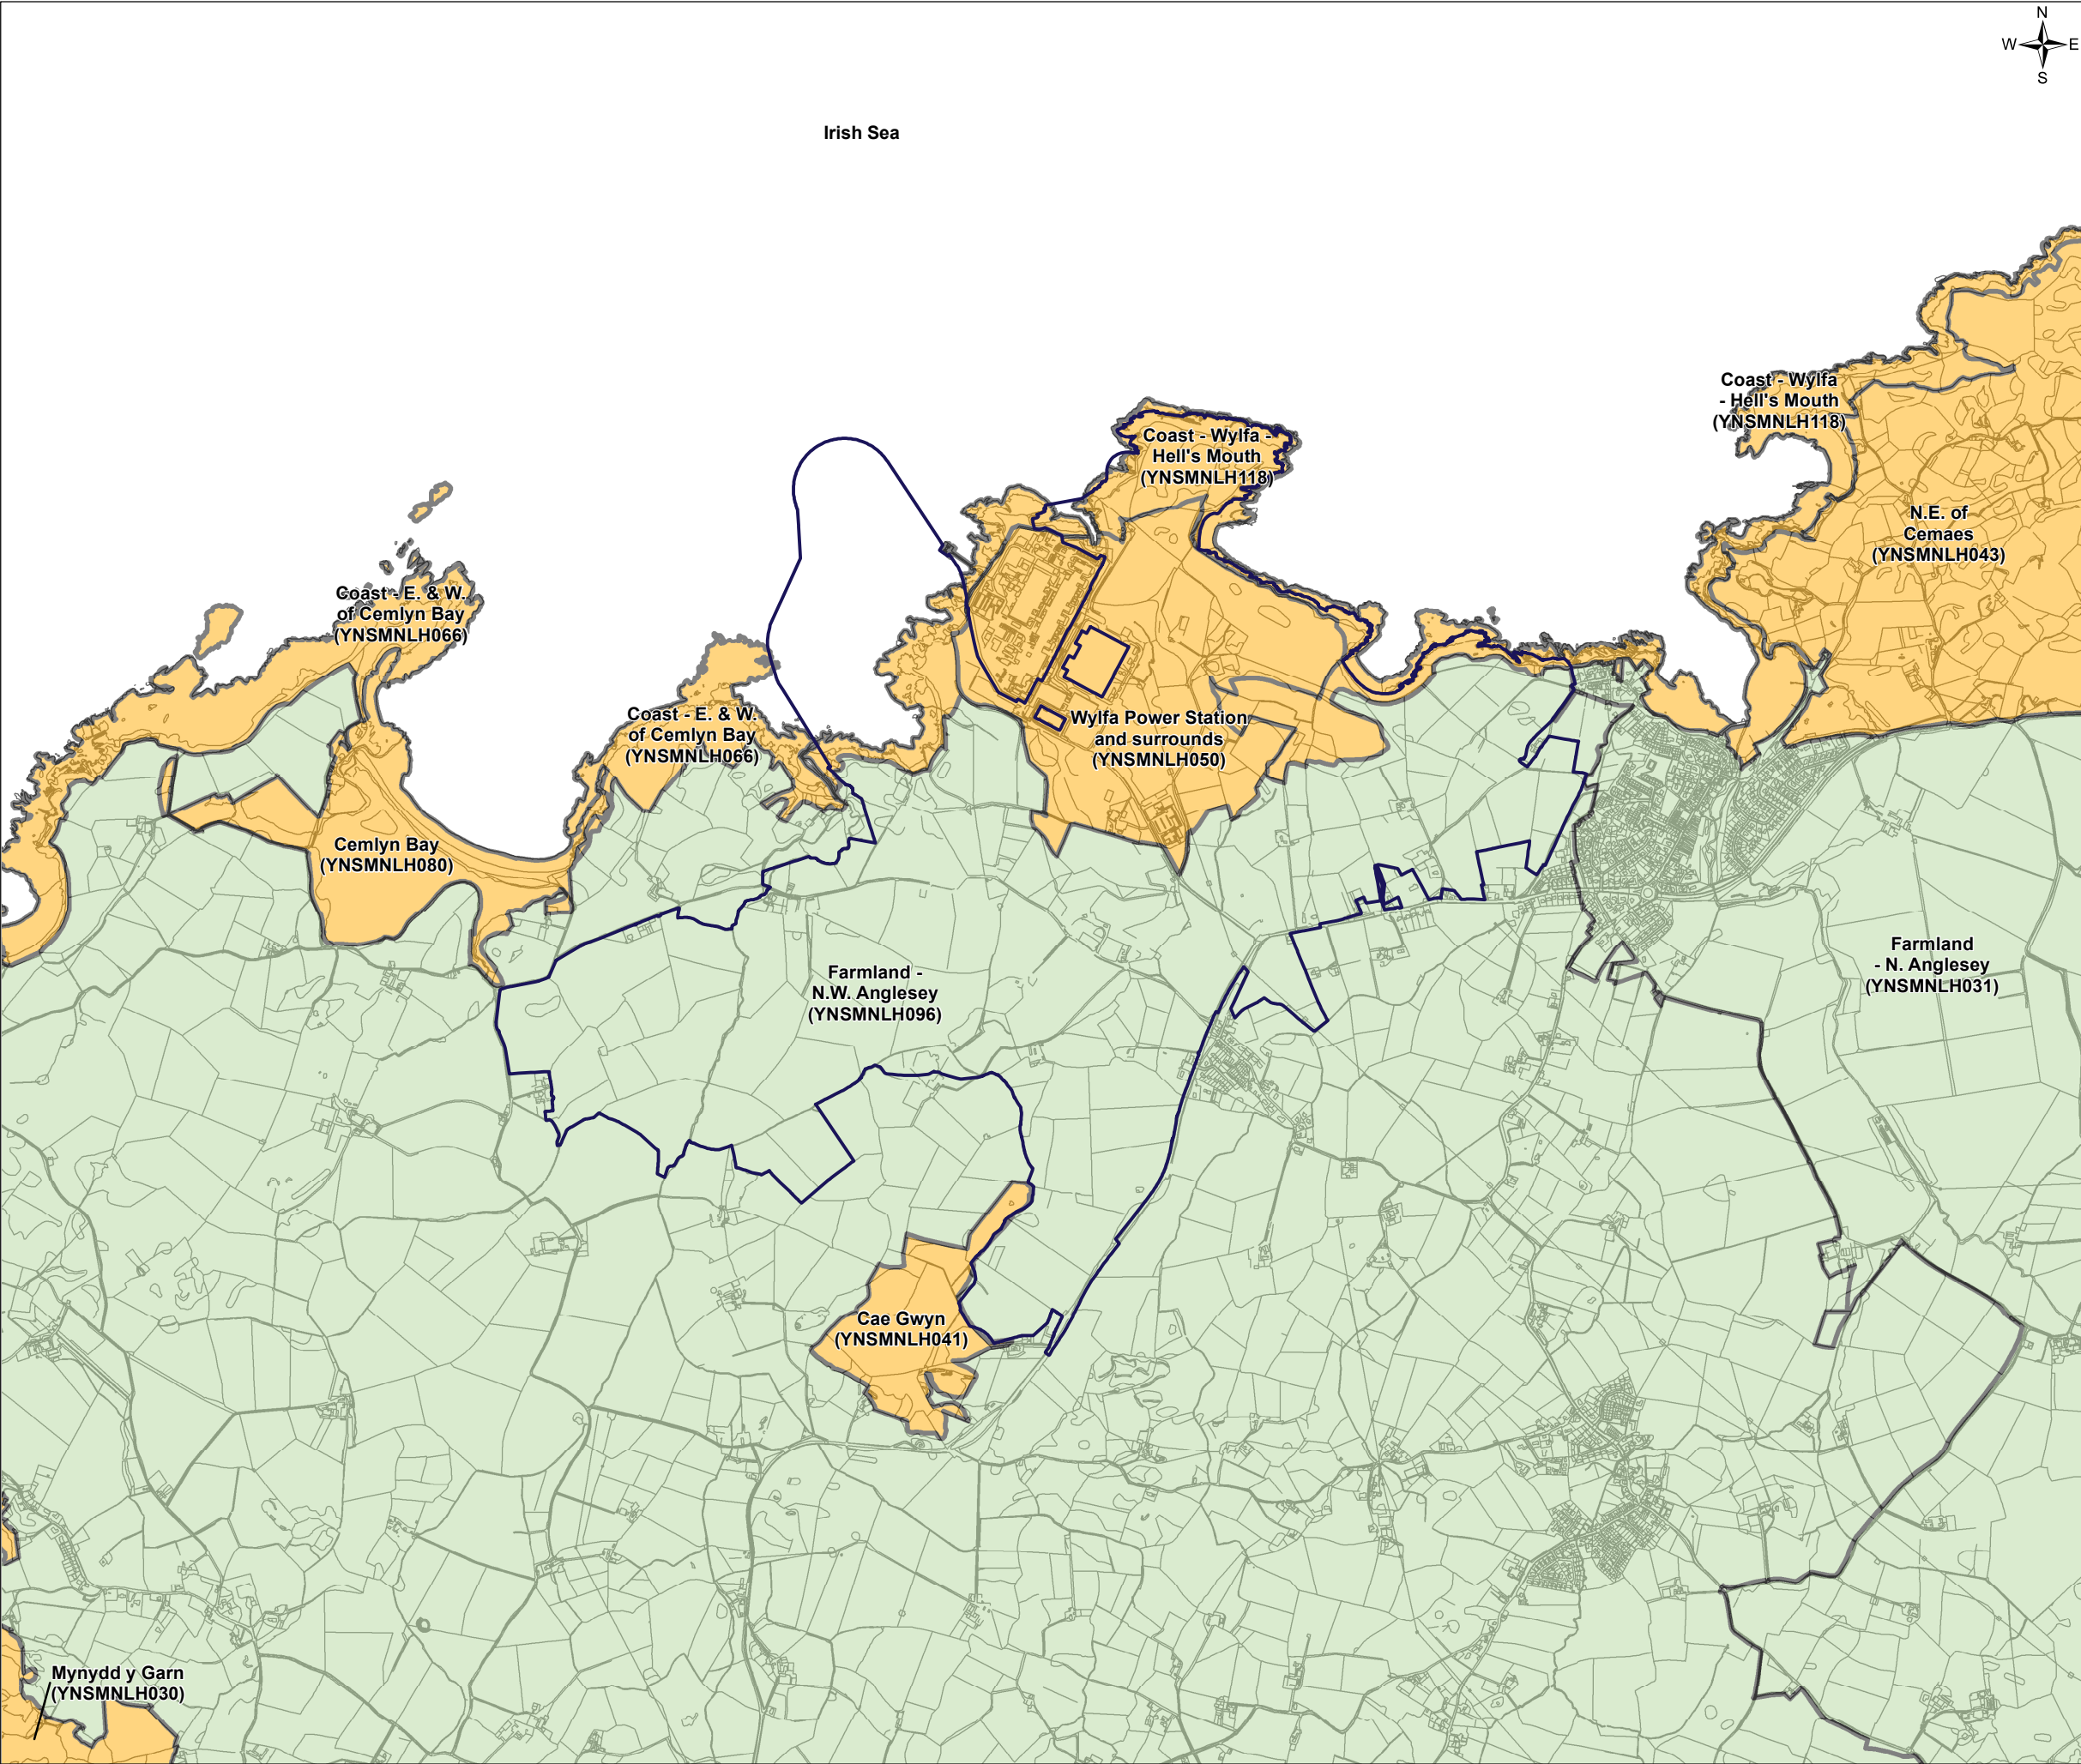 N
W E
S
Irish Sea
Coast - Wylfa
- Hell's Mouth
(YNSMNLH118)
Coast - Wylfa -
Hell's Mouth
(YNSMNLH118)
N.E. of
Cemaes
(YNSMNLH043)
Coast - E. & W.
of Cemlyn Bay
(YNSMNLH066)
Coast - E. & W.
of Cemlyn Bay
(YNSMNLH066)
Wylfa Power Station
and surrounds
(YNSMNLH050)
Cemlyn Bay
(YNSMNLH080)
Farmland -
N.W. Anglesey
(YNSMNLH096)
Farmland
- N. Anglesey
(YNSMNLH031)
Cae Gwyn
(YNSMNLH041)
Mynydd y Garn
(YNSMNLH030)